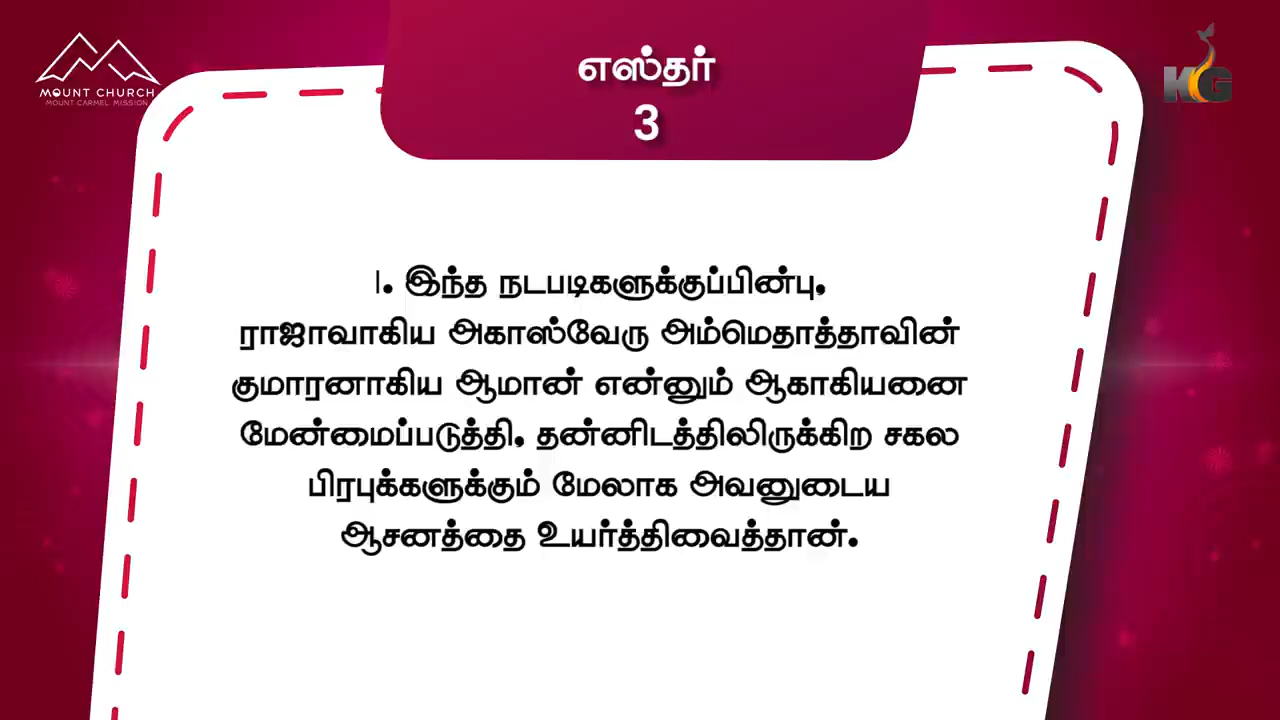 MOUNT CHURCH
MOUNT CARMEL MISSION
எஸ்தர்
3
KG
1. இந்த நடபடிகளுக்குப்பின்பு,
ராஜாவாகிய அகாஸ்வேரு அம்மெதாத்தாவின்
குமாரனாகிய ஆமான் என்னும் ஆகாகியனை
மேன்மைப்படுத்தி, தன்னிடத்திலிருக்கிற சகல
பிரபுக்களுக்கும் மேலாக அவனுடைய
ஆசனத்தை உயர்த்திவைத்தான்.